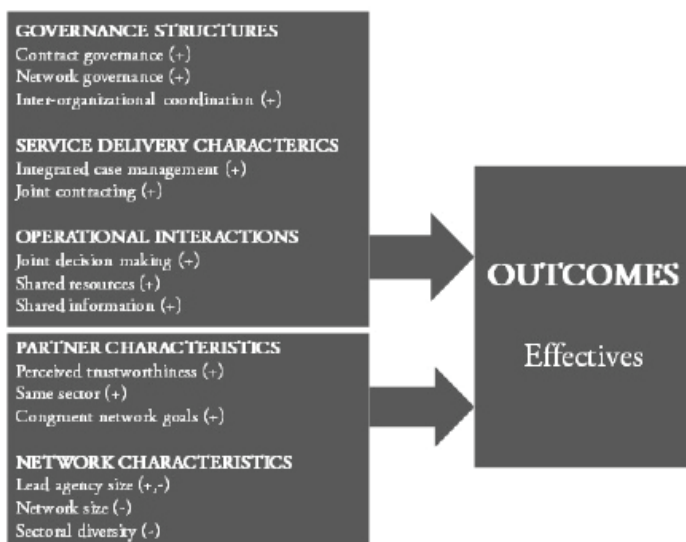 GOVERNANCE STRUCTURES
Contract governance (+)
Network governance (+)
Inter-organizational coordination (+)
SERVICE DELIVERY CHARACTERICS
Integrated case management (+)
Joint contracting (+)
OPERATIONAL INTERACTIONS
Joint decision making (+)
Shared resources (+)
Shared information (+)
PARTNER CHARACTERISTICS
Perceived trustworthiness (+)
Same sector (+)
Congruent network goals (+)
NETWORK CHARACTERISTICS
Lead agency size (+,-)
Network size (-)
Sectoral diversity (-)
OUTCOMES
Effectives